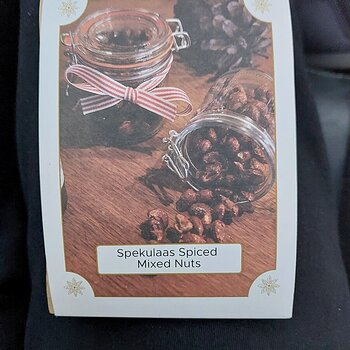 Spekulaas Spiced
Mixed Nuts